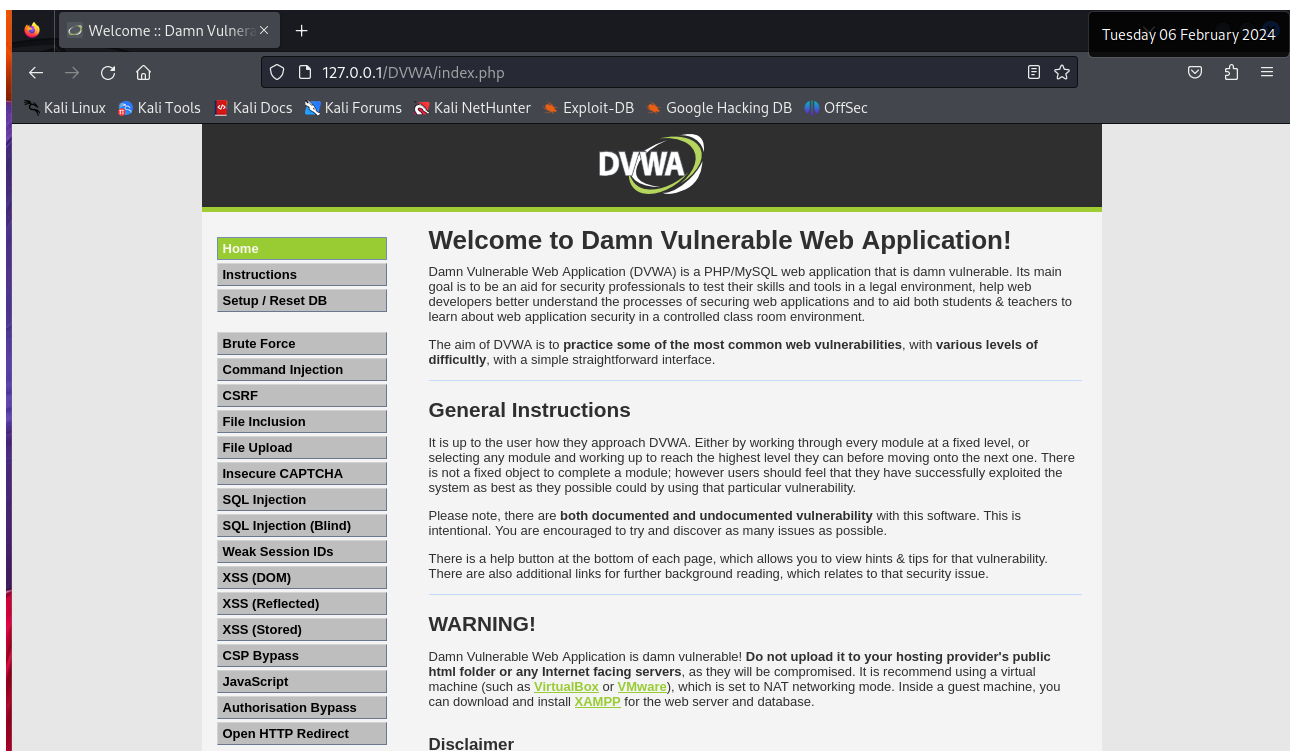 Welcome :: Damn Vulnera
Tuesday 06 February 2024
127.0.0.1/DVWA/index.php
Kali Linux Kali Tools Kali Docs Kali Forums Kali NetHunter Exploit-DB Google Hacking DB OffSec
DVWA
Home
Instructions
Setup / Reset DB
Brute Force
Command Injection
CSRF
File Inclusion
File Upload
Insecure CAPTCHA
SQL Injection
SQL Injection (Blind)
Weak Session IDs
XSS (DOM)
XSS (Reflected)
XSS (Stored)
CSP Bypass
JavaScript
Authorisation Bypass
Open HTTP Redirect
Welcome to Damn Vulnerable Web Application!
Damn Vulnerable Web Application (DVWA) is a PHP/MySQL web application that is damn vulnerable. Its main
goal is to be an aid for security professionals to test their skills and tools in a legal environment, help web
developers better understand the processes of securing web applications and to aid both students & teachers to
learn about web application security in a controlled class room environment.
The aim of DVWA is to practice some of the most common web vulnerabilities, with various levels of
difficultly, with a simple straightforward interface.
General Instructions
It is up to the user how they approach DVWA. Either by working through every module at a fixed level, or
selecting any module and working up to reach the highest level they can before moving onto the next one. There
is not a fixed object to complete a module; however users should feel that they have successfully exploited the
system as best as they possible could by using that particular vulnerability.
Please note, there are both documented and undocumented vulnerability with this software. This is
intentional. You are encouraged to try and discover as many issues as possible.
There is a help button at the bottom of each page, which allows you to view hints & tips for that vulnerability.
There are also additional links for further background reading, which relates to that security issue.
WARNING!
Damn Vulnerable Web Application is damn vulnerable! Do not upload it to your hosting provider's public
html folder or any Internet facing servers, as they will be compromised. It is recommend using a virtual
machine (such as VirtualBox or VMware), which is set to NAT networking mode. Inside a guest machine, you
can download and install XAMPP for the web server and database.
Disclaimer